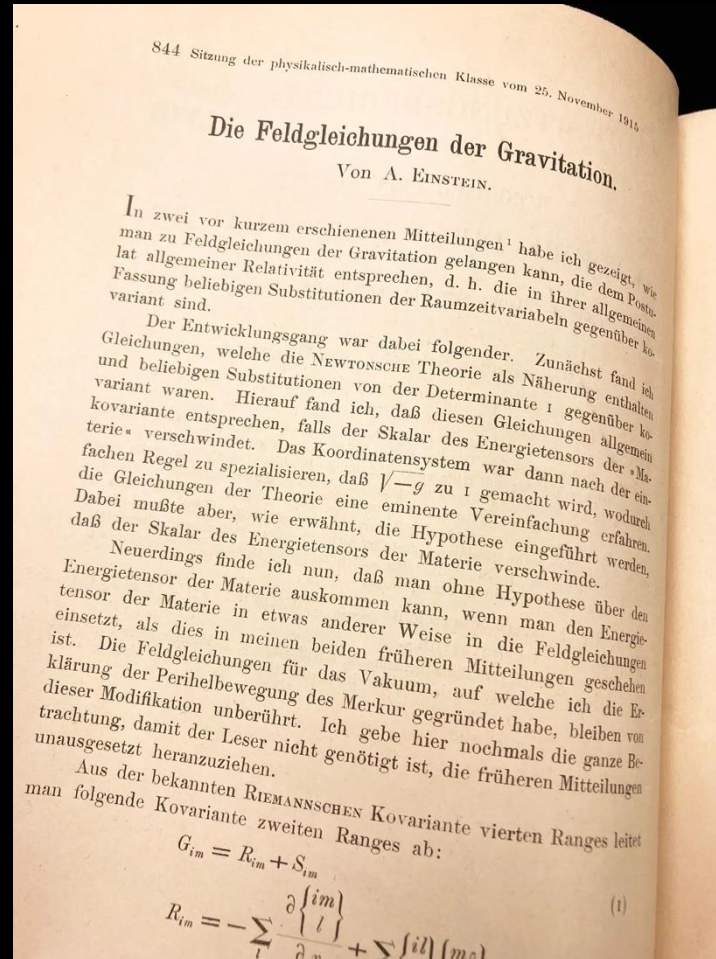 844 Sitzung der physikalisch-mathematischen Klasse vom 25. November 1915
Die Feldgleichungen der Gravitation.
Von A. Einstein.
In zwei vor kurzem erschienenen Mitteilungen¹ habe ich gezeigt, wie
man zu Feldgleichungen der Gravitation gelangen kann, die dem Postu-
lat allgemeiner Relativität entsprechen, d. h. die in ihrer allgemeinen
Fassung beliebigen Substitutionen der Raumzeitvariabeln gegenüber ko-
variant sind.
Der Entwicklungsgang war dabei folgender. Zunächst fand ich
Gleichungen, welche die Newtonsche Theorie als Näherung enthalten
und beliebigen Substitutionen von der Determinante 1 gegenüber ko-
variant waren. Hierauf fand ich, daß diesen Gleichungen allgemein
kovariante entsprechen, falls der Skalar des Energietensors der »Ma-
terie« verschwindet. Das Koordinatensystem war dann nach der ein-
fachen Regel zu spezialisieren, daß √−g zu 1 gemacht wird, wodurch
die Gleichungen der Theorie eine eminente Vereinfachung erfahren.
Dabei mußte aber, wie erwähnt, die Hypothese eingeführt werden,
daß der Skalar des Energietensors der Materie verschwinde.
Neuerdings finde ich nun, daß man ohne Hypothese über den
Energietensor der Materie auskommen kann, wenn man den Energie-
tensor der Materie in etwas anderer Weise in die Feldgleichungen
einsetzt, als dies in meinen beiden früheren Mitteilungen geschehen
ist. Die Feldgleichungen für das Vakuum, auf welche ich die Er-
klärung der Perihelbewegung des Merkur gegründet habe, bleiben von
dieser Modifikation unberührt. Ich gebe hier nochmals die ganze Be-
trachtung, damit der Leser nicht genötigt ist, die früheren Mitteilungen
unausgesetzt heranzuziehen.
Aus der bekannten Riemannschen Kovariante vierten Ranges leitet
man folgende Kovariante zweiten Ranges ab:
G_im = R_im + S_im (1)
R_im = − ∑_l ∂{im l} / ∂x + ∑ {il} {mρ}